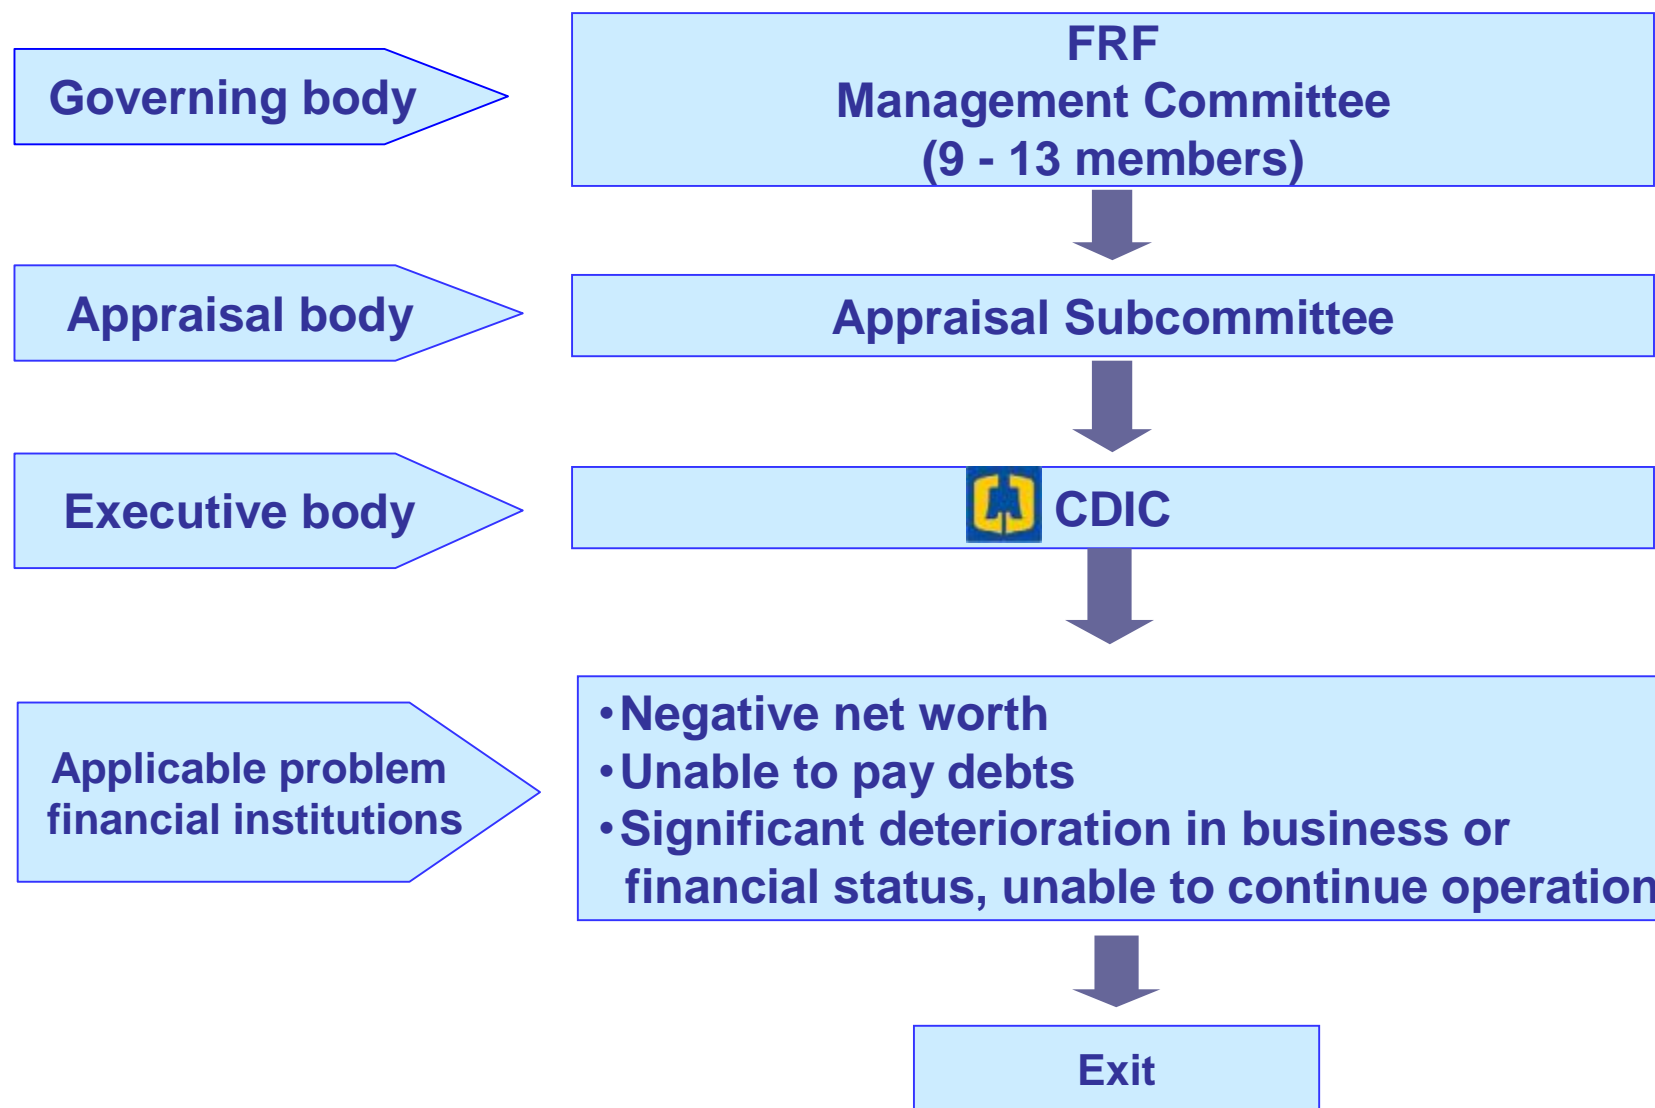 Governing body
FRF
Management Committee
(9 - 13 members)
Appraisal body
Appraisal Subcommittee
Executive body
CDIC
Applicable problem
financial institutions
•Negative net worth
•Unable to pay debts
•Significant deterioration in business or
financial status, unable to continue operation
Exit